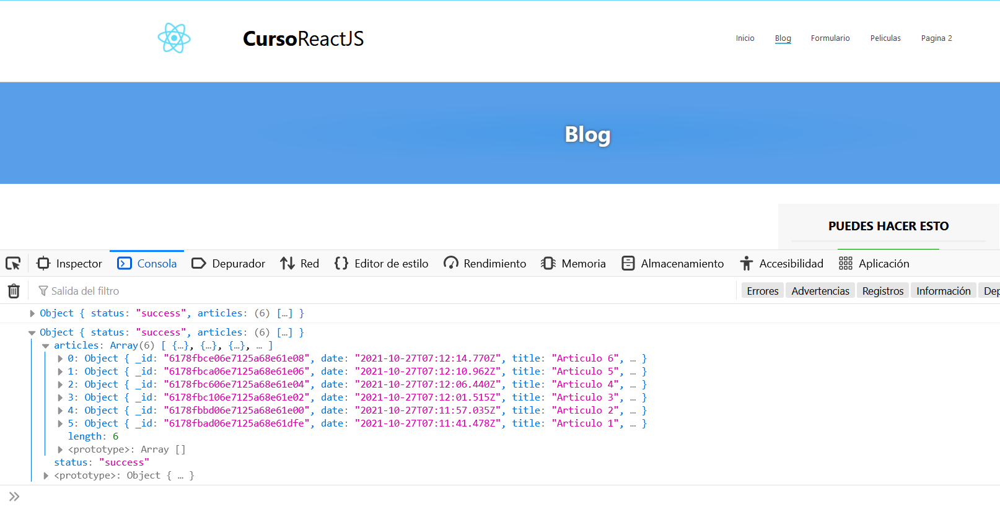 CursoReactJS
Inicio Blog Formulario Peliculas Pagina 2
Blog
PUEDES HACER ESTO
Inspector Consola Depurador Red Editor de estilo Rendimiento Memoria Almacenamiento Accesibilidad Aplicación
Salida del filtro Errores Advertencias Registros Información Dep
Object { status: "success", articles: (6) […] }
Object { status: "success", articles: (6) […] }
articles: Array(6) [ {…}, {…}, {…}, … ]
0: Object { _id: "6178fbce06e7125a68e61e08", date: "2021-10-27T07:12:14.770Z", title: "Articulo 6", … }
1: Object { _id: "6178fbca06e7125a68e61e06", date: "2021-10-27T07:12:10.962Z", title: "Articulo 5", … }
2: Object { _id: "6178fbc606e7125a68e61e04", date: "2021-10-27T07:12:06.440Z", title: "Articulo 4", … }
3: Object { _id: "6178fbc106e7125a68e61e02", date: "2021-10-27T07:12:01.515Z", title: "Articulo 3", … }
4: Object { _id: "6178fbbd06e7125a68e61e00", date: "2021-10-27T07:11:57.035Z", title: "Articulo 2", … }
5: Object { _id: "6178fbad06e7125a68e61dfe", date: "2021-10-27T07:11:41.478Z", title: "Articulo 1", … }
length: 6
<prototype>: Array []
status: "success"
<prototype>: Object { … }